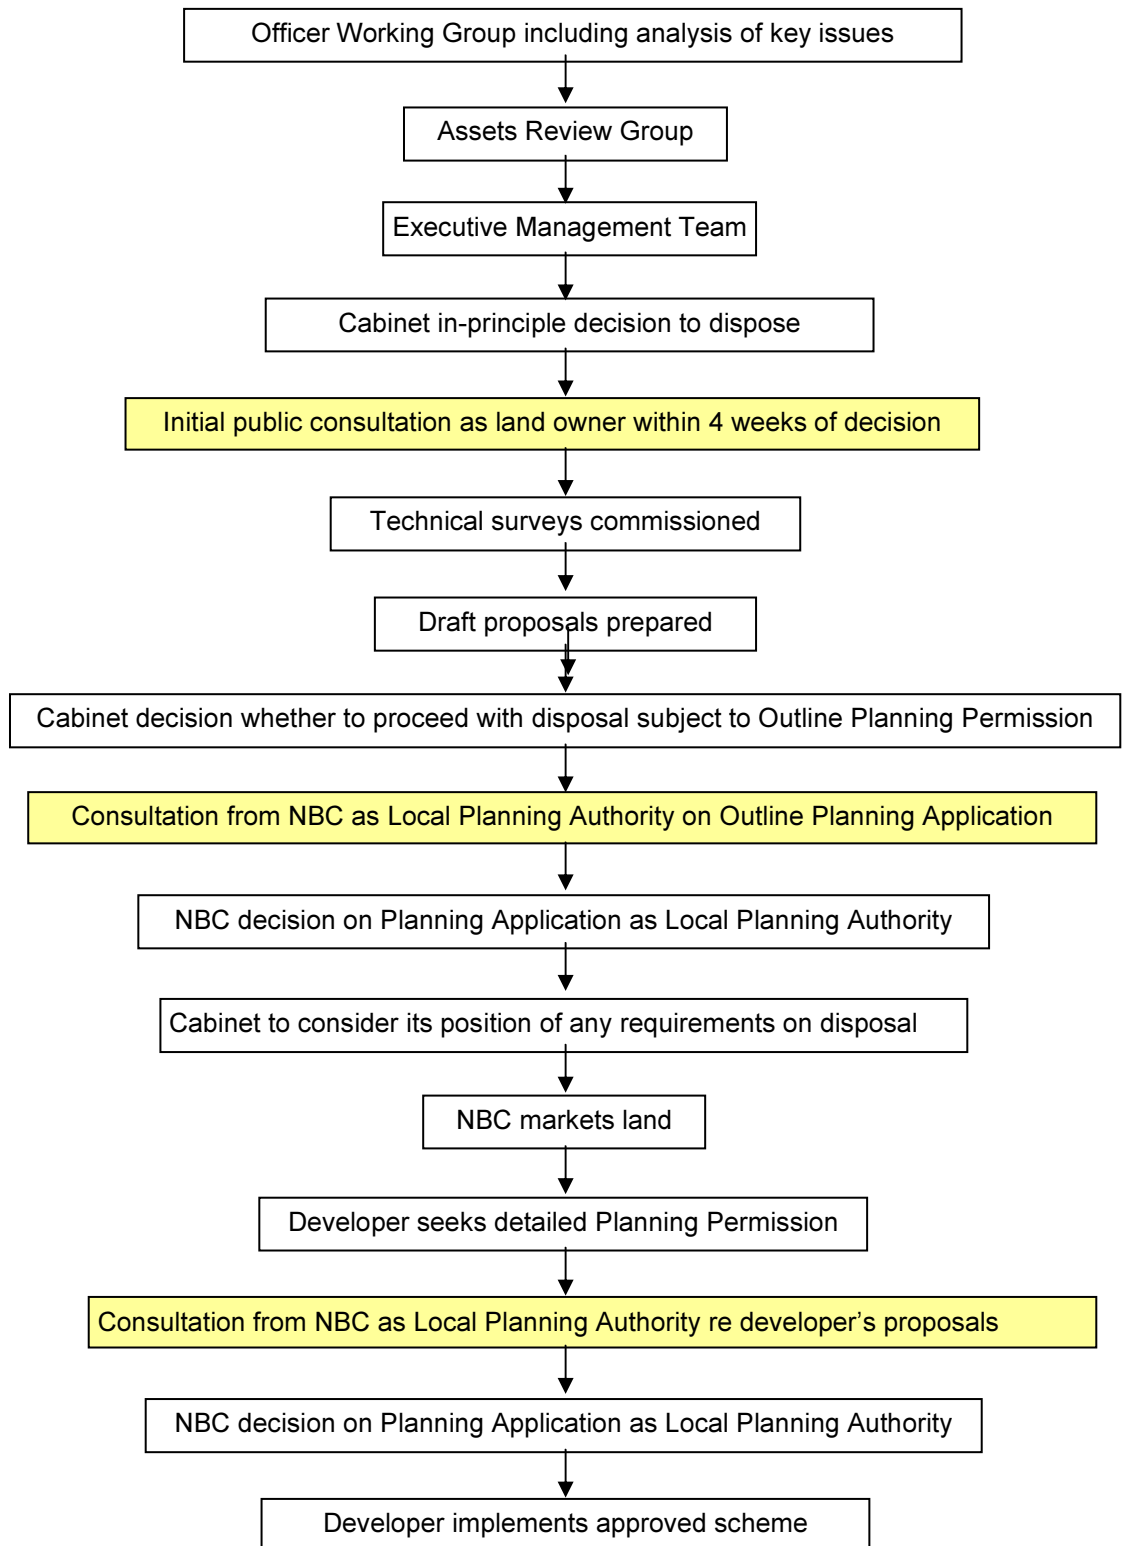 Officer Working Group including analysis of key issues
Assets Review Group
Executive Management Team
Cabinet in-principle decision to dispose
Initial public consultation as land owner within 4 weeks of decision
Technical surveys commissioned
Draft proposals prepared
Cabinet decision whether to proceed with disposal subject to Outline Planning Permission
Consultation from NBC as Local Planning Authority on Outline Planning Application
NBC decision on Planning Application as Local Planning Authority
Cabinet to consider its position of any requirements on disposal
NBC markets land
Developer seeks detailed Planning Permission
Consultation from NBC as Local Planning Authority re developer’s proposals
NBC decision on Planning Application as Local Planning Authority
Developer implements approved scheme